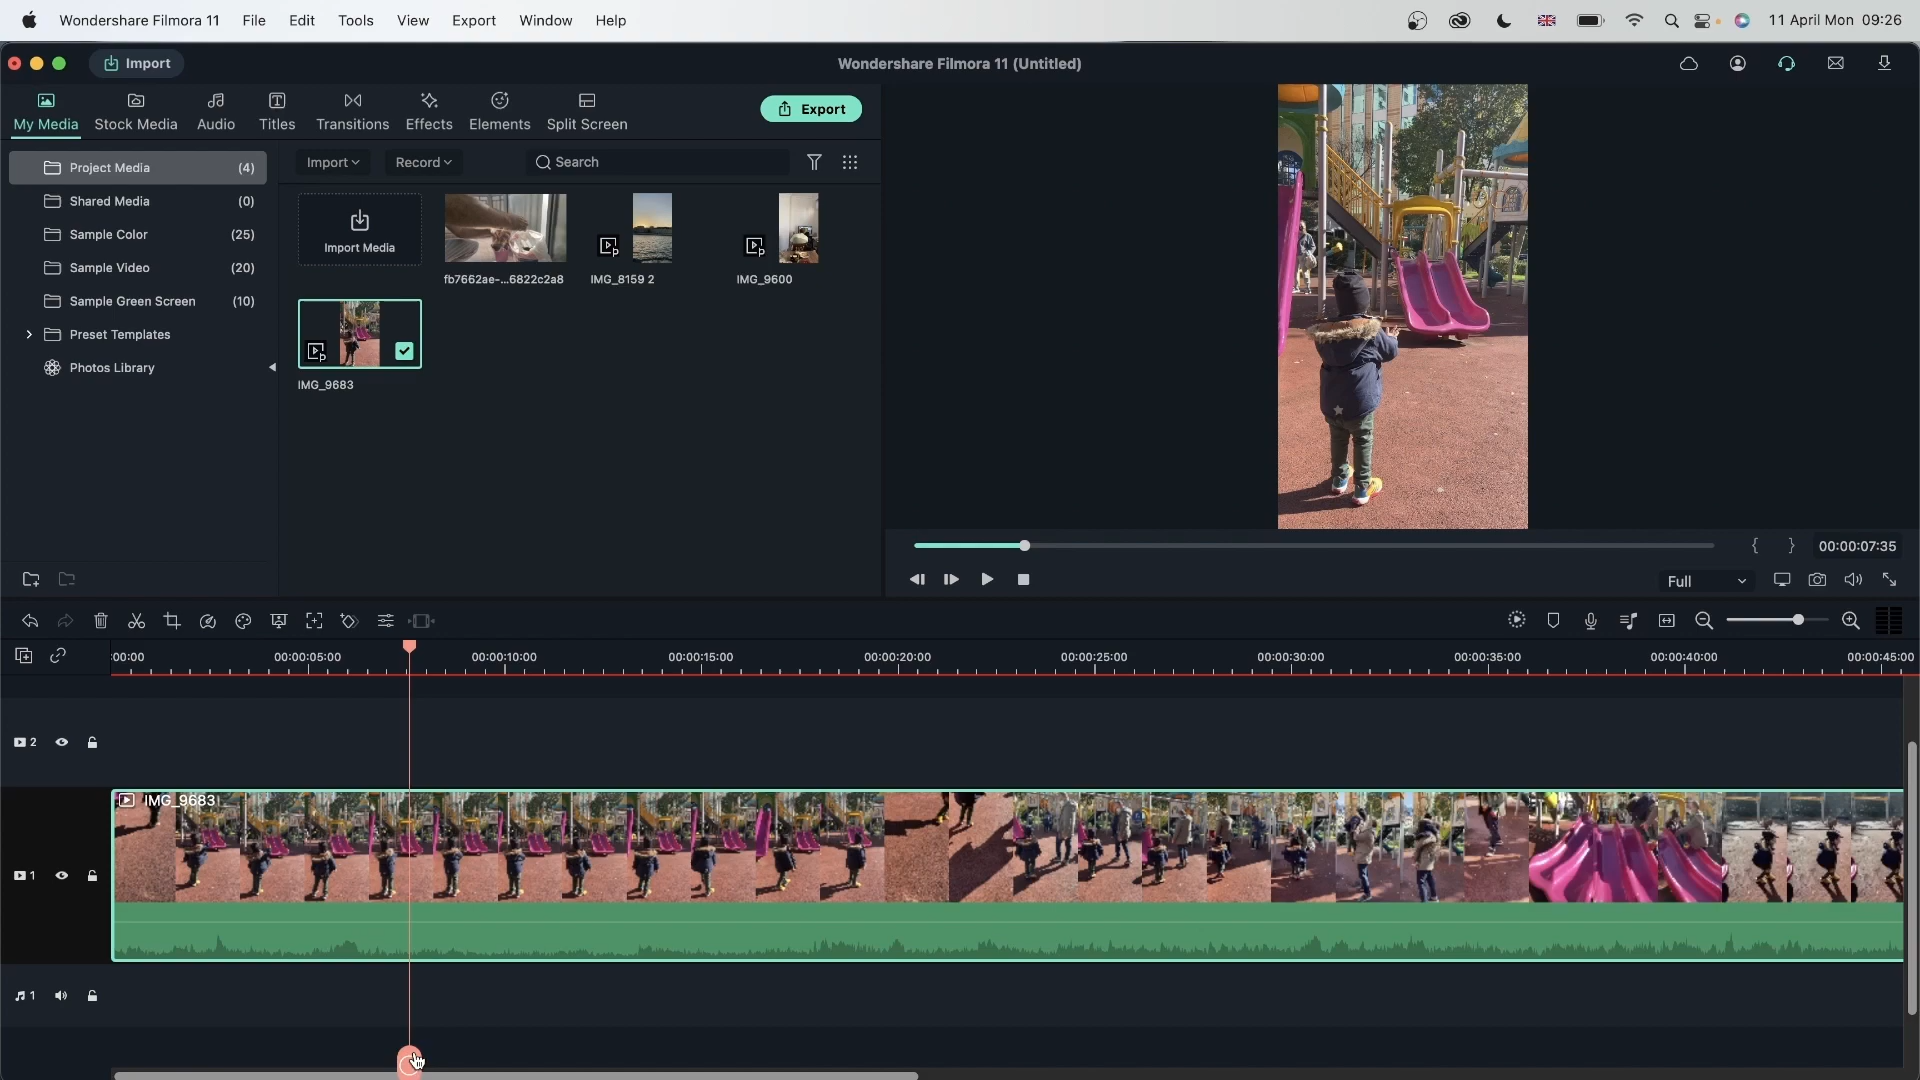 Wondershare Filmora 11 File Edit Tools View Export Window Help 11 April Mon 09:26
Import Wondershare Filmora 11 (Untitled)
My Media Stock Media Audio Titles Transitions Effects Elements Split Screen Export
Project Media (4)
Shared Media (0)
Sample Color (25)
Sample Video (20)
Sample Green Screen (10)
Preset Templates
Photos Library
Import Record Search
Import Media
fb7662ae-...6822c2a8 IMG_8159 2 IMG_9600
IMG_9683
{ } 00:00:07:35
Full
:00:00 00:00:05:00 00:00:10:00 00:00:15:00 00:00:20:00 00:00:25:00 00:00:30:00 00:00:35:00 00:00:40:00 00:00:45:00
2
IMG_9683
1
1